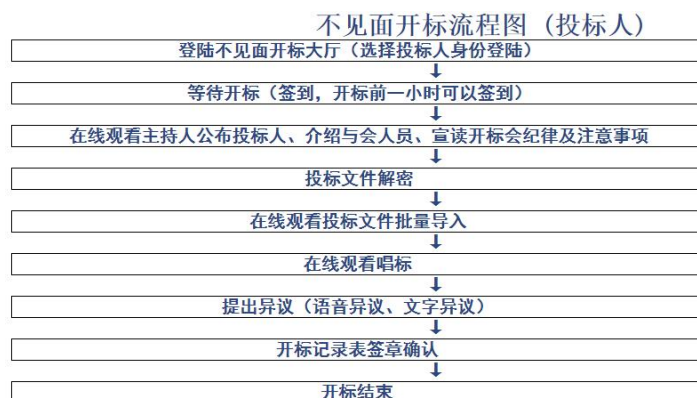 不见面开标流程图（投标人）
登陆不见面开标大厅（选择投标人身份登陆）
等待开标（签到，开标前一小时可以签到）
在线观看主持人公布投标人、介绍与会人员、宣读开标会纪律及注意事项
投标文件解密
在线观看投标文件批量导入
在线观看唱标
提出异议（语音异议、文字异议）
开标记录表签章确认
开标结束